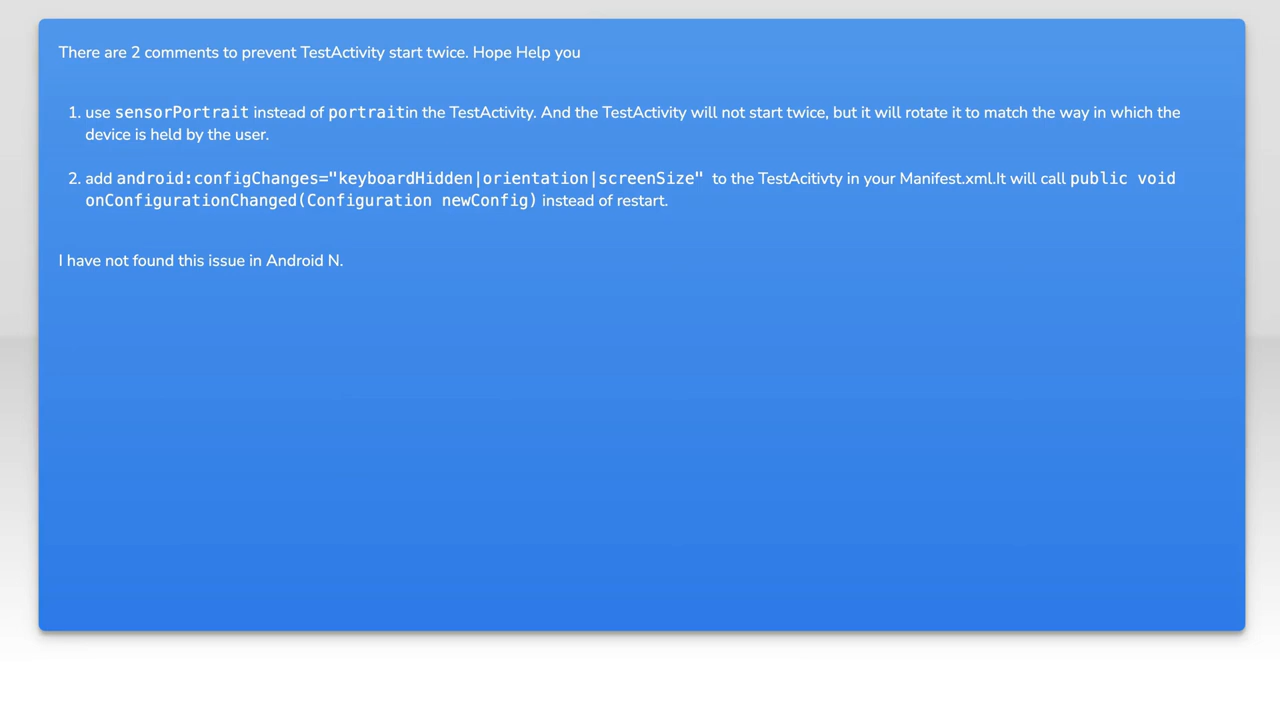 There are 2 comments to prevent TestActivity start twice. Hope Help you
1. use sensorPortrait instead of portraitin the TestActivity. And the TestActivity will not start twice, but it will rotate it to match the way in which the
device is held by the user.
2. add android:configChanges="keyboardHidden|orientation|screenSize" to the TestAcitivty in your Manifest.xml.It will call public void
onConfigurationChanged(Configuration newConfig) instead of restart.
I have not found this issue in Android N.